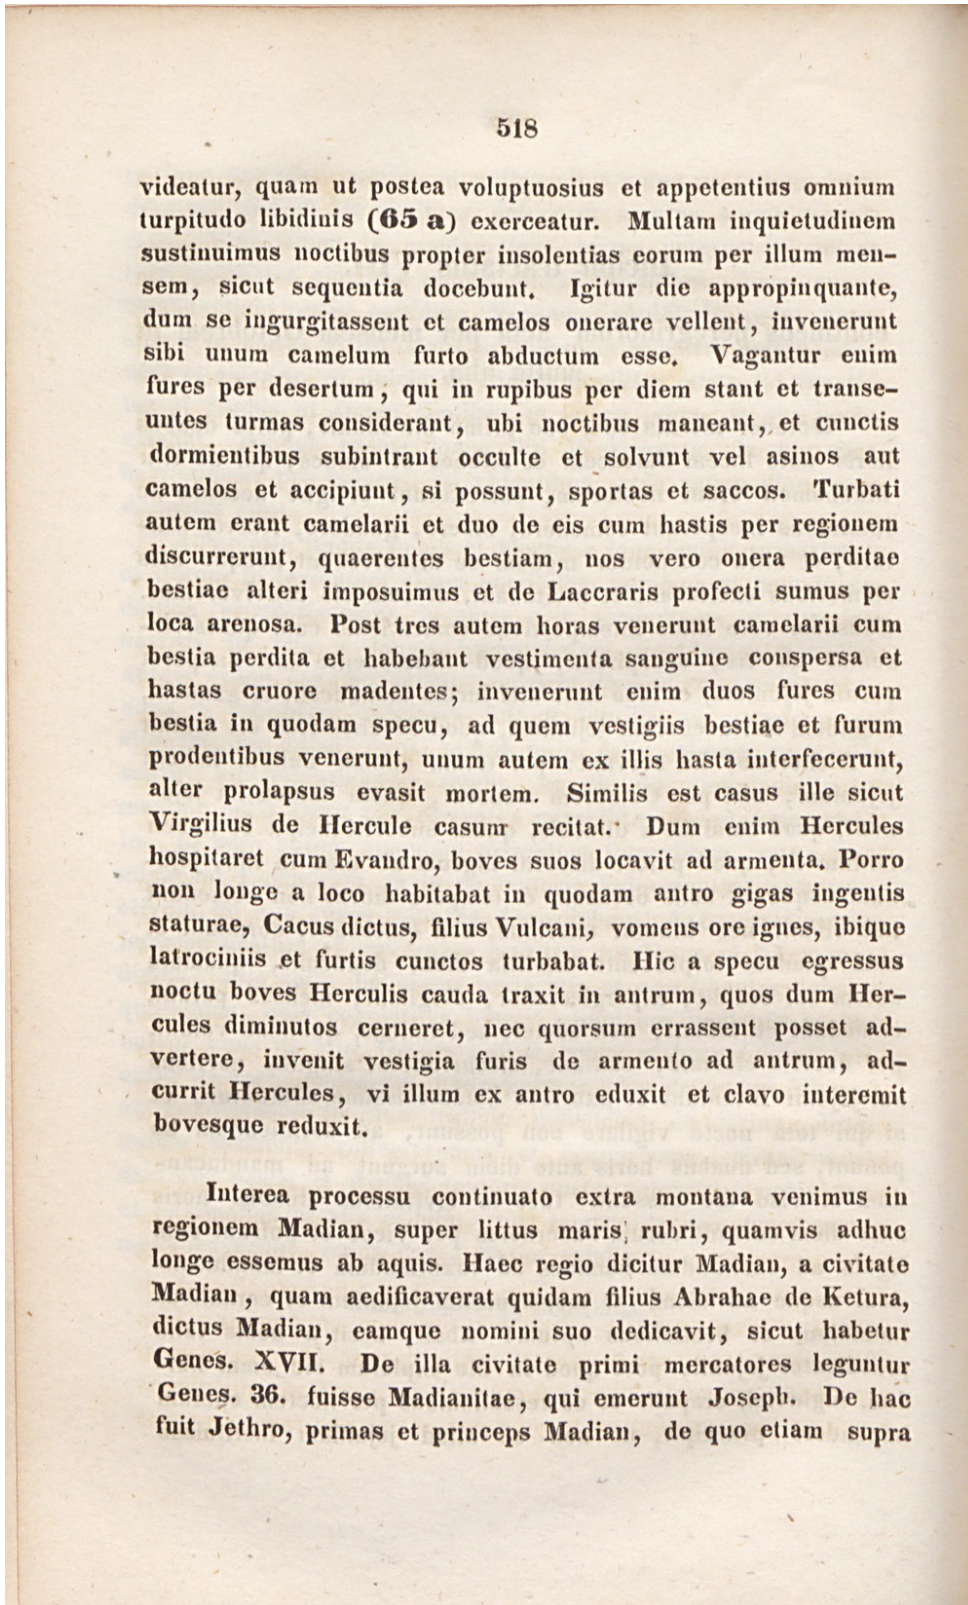 518
videatur, quam ut postea voluptuosius et appetentius omnium
turpitudo libidinis (65 a) exerceatur. Multam inquietudinem
sustinuimus noctibus propter insolentias eorum per illum men-
sem, sicut sequentia docebunt. Igitur die appropinquante,
dum se ingurgitassent et camelos onerare vellent, invenerunt
sibi unum camelum furto abductum esse. Vagantur enim
fures per desertum, qui in rupibus per diem stant et transe-
untes turmas considerant, ubi noctibus maneant, et cunctis
dormientibus subintrant occulte et solvunt vel asinos aut
camelos et accipiunt, si possunt, sportas et saccos. Turbati
autem erant camelarii et duo de eis cum hastis per regionem
discurrerunt, quaerentes bestiam, nos vero onera perditae
bestiae alteri imposuimus et de Laccraris profecti sumus per
loca arenosa. Post tres autem horas venerunt camelarii cum
bestia perdita et habebant vestimenta sanguine conspersa et
hastas cruore madentes; invenerunt enim duos fures cum
bestia in quodam specu, ad quem vestigiis bestiae et furum
prodentibus venerunt, unum autem ex illis hasta interfecerunt,
alter prolapsus evasit mortem. Similis est casus ille sicut
Virgilius de Hercule casum recitat. Dum enim Hercules
hospitaret cum Evandro, boves suos locavit ad armenta. Porro
non longe a loco habitabat in quodam antro gigas ingentis
staturae, Cacus dictus, filius Vulcani, vomens ore ignes, ibique
latrociniis et furtis cunctos turbabat. Hic a specu egressus
noctu boves Herculis cauda traxit in antrum, quos dum Her-
cules diminutos cerneret, nec quorsum errassent posset ad-
vertere, invenit vestigia furis de armento ad antrum, ad-
currit Hercules, vi illum ex antro eduxit et clavo interemit
bovesque reduxit.
Interea processu continuato extra montana venimus in
regionem Madian, super littus maris rubri, quamvis adhuc
longe essemus ab aquis. Haec regio dicitur Madian, a civitate
Madian, quam aedificaverat quidam filius Abrahae de Ketura,
dictus Madian, eamque nomini suo dedicavit, sicut habetur
Genes. XVII. De illa civitate primi mercatores leguntur
Genes. 36. fuisse Madianitae, qui emerunt Joseph. De hac
fuit Jethro, primas et princeps Madian, de quo etiam supra